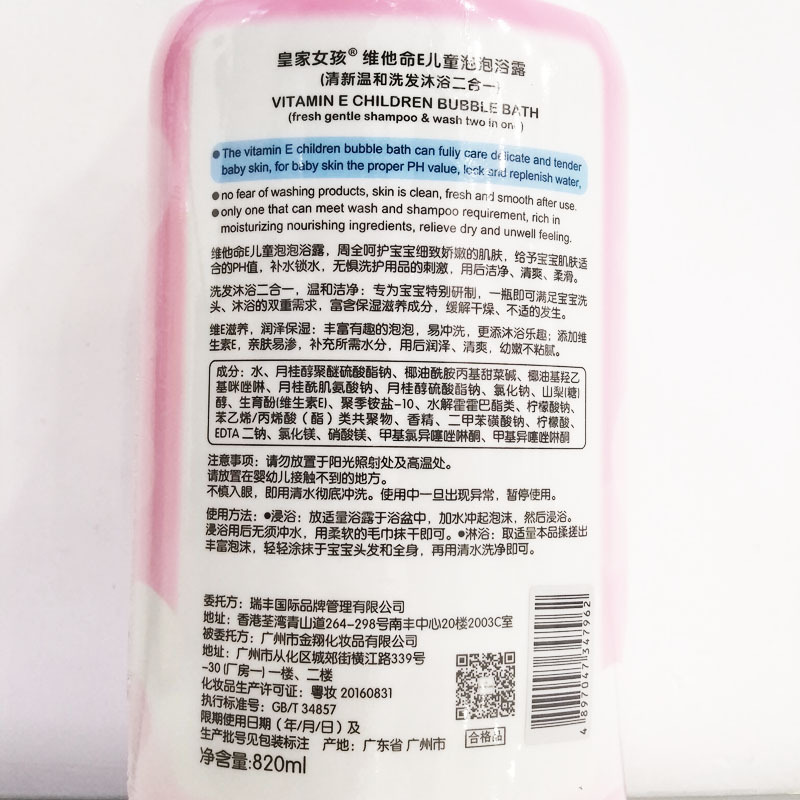 皇家女孩® 维他命E儿童泡泡浴露
(清新温和洗发沐浴二合一)
VITAMIN E CHILDREN BUBBLE BATH
(fresh gentle shampoo & wash two in one)
●The vitamin E children bubble bath can fully care delicate and tender
baby skin, for baby skin the proper PH value, lock and replenish water,
●no fear of washing products, skin is clean, fresh and smooth after use.
●only one that can meet wash and shampoo requirement, rich in
moisturizing nourishing ingredients, relieve dry and unwell feeling.
维他命E儿童泡泡浴露，周全呵护宝宝细致娇嫩的肌肤，给予宝宝肌肤适
合的PH值，补水锁水，无惧洗护用品的刺激，用后洁净、清爽、柔滑。
洗发沐浴二合一，温和洁净：专为宝宝特别研制，一瓶即可满足宝宝洗
头、沐浴的双重需求，富含保湿滋养成分，缓解干燥、不适的发生。
维E滋养，润泽保湿：丰富有趣的泡泡，易冲洗，更添沐浴乐趣；添加维
生素E，亲肤易渗，补充所需水分，用后润泽、清爽，幼嫩不粘腻。
成分：水、月桂醇聚醚硫酸酯钠、椰油酰胺丙基甜菜碱、椰油基羟乙
基咪唑啉、月桂酰肌氨酸钠、月桂醇硫酸酯钠、氯化钠、山梨(糖)
醇、生育酚(维生素E)、聚季铵盐-10、水解霍霍巴酯类、柠檬酸钠、
苯乙烯/丙烯酸（酯）类共聚物、香精、二甲苯磺酸钠、柠檬酸、
EDTA 二钠、氯化镁、硝酸镁、甲基氯异噻唑啉酮、甲基异噻唑啉酮
注意事项：请勿放置于阳光照射处及高温处。
请放置在婴幼儿接触不到的地方。
不慎入眼，即用清水彻底冲洗。使用中一旦出现异常，暂停使用。
使用方法：●浸浴：放适量浴露于浴盆中，加水冲起泡沫，然后浸浴。
浸浴用后无须冲水，用柔软的毛巾抹干即可。●淋浴：取适量本品揉搓出
丰富泡沫，轻轻涂抹于宝宝头发和全身，再用清水洗净即可。
委托方：瑞丰国际品牌管理有限公司
地址：香港荃湾青山道264-298号南丰中心20楼2003C室
被委托方：广州市金翔化妆品有限公司
地址：广州市从化区城郊街横江路339号
-30 (厂房一) 一楼、二楼
化妆品生产许可证：粤妆 20160831
执行标准号：GB/T 34857
限期使用日期（年/月/日）及
生产批号见包装标注 产地：广东省 广州市
净含量:820ml
合格品
4 897047 347962